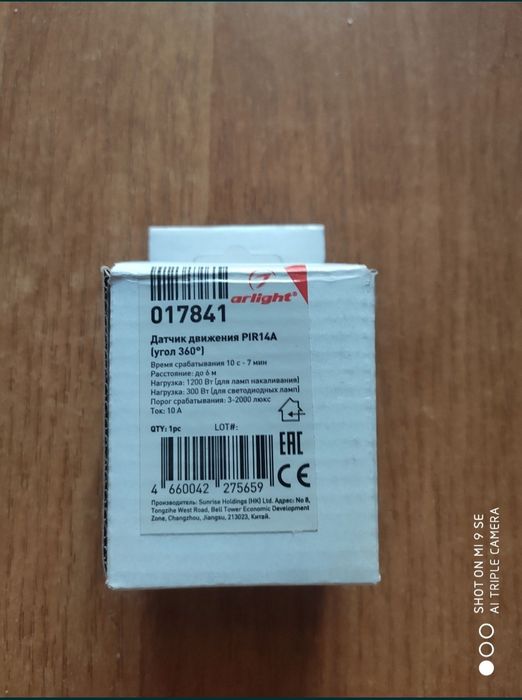 arlight®
017841
Датчик движения PIR14A
(угол 360°)
Время срабатывания 10 с - 7 мин
Расстояние: до 6 м
Нагрузка: 1200 Вт (для ламп накаливания)
Нагрузка: 300 Вт (для светодиодных ламп)
Порог срабатывания: 3-2000 люкс
Ток: 10 А
QTY: 1pc LOT#:
EAC
CE
4 660042 275659
Производитель: Sunrise Holdings (HK) Ltd. Адрес: No 8,
Tongzihe West Road, Bell Tower Economic Development
Zone, Changzhou, Jiangsu, 213023, Китай.
SHOT ON MI 9 SE
AI TRIPLE CAMERA